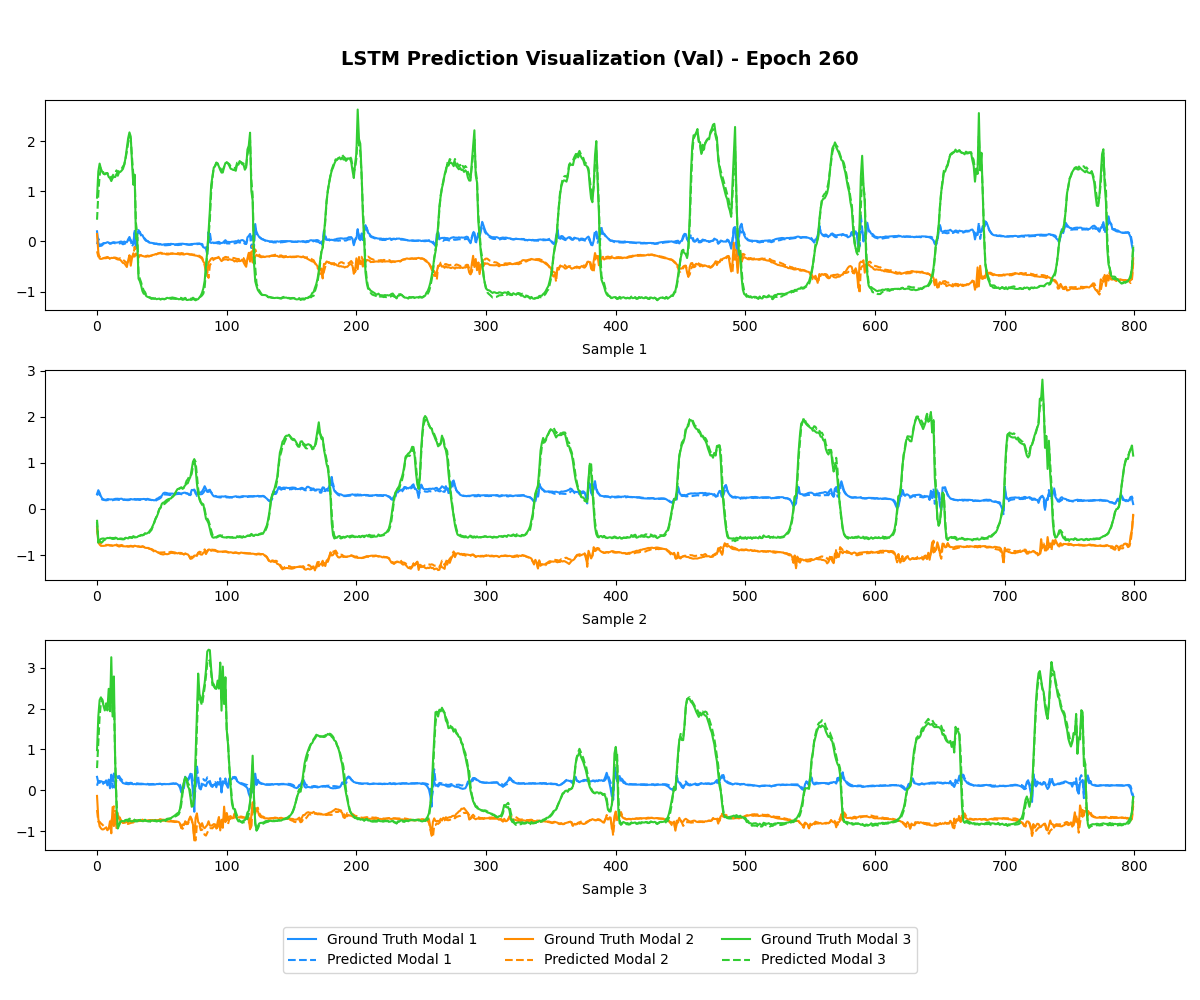 LSTM Prediction Visualization (Val) - Epoch 260
2
1
0
−1
0 100 200 300 400 500 600 700 800
Sample 1
3
2
1
0
−1
0 100 200 300 400 500 600 700 800
Sample 2
3
2
1
0
−1
0 100 200 300 400 500 600 700 800
Sample 3
Ground Truth Modal 1 Ground Truth Modal 2 Ground Truth Modal 3
Predicted Modal 1 Predicted Modal 2 Predicted Modal 3